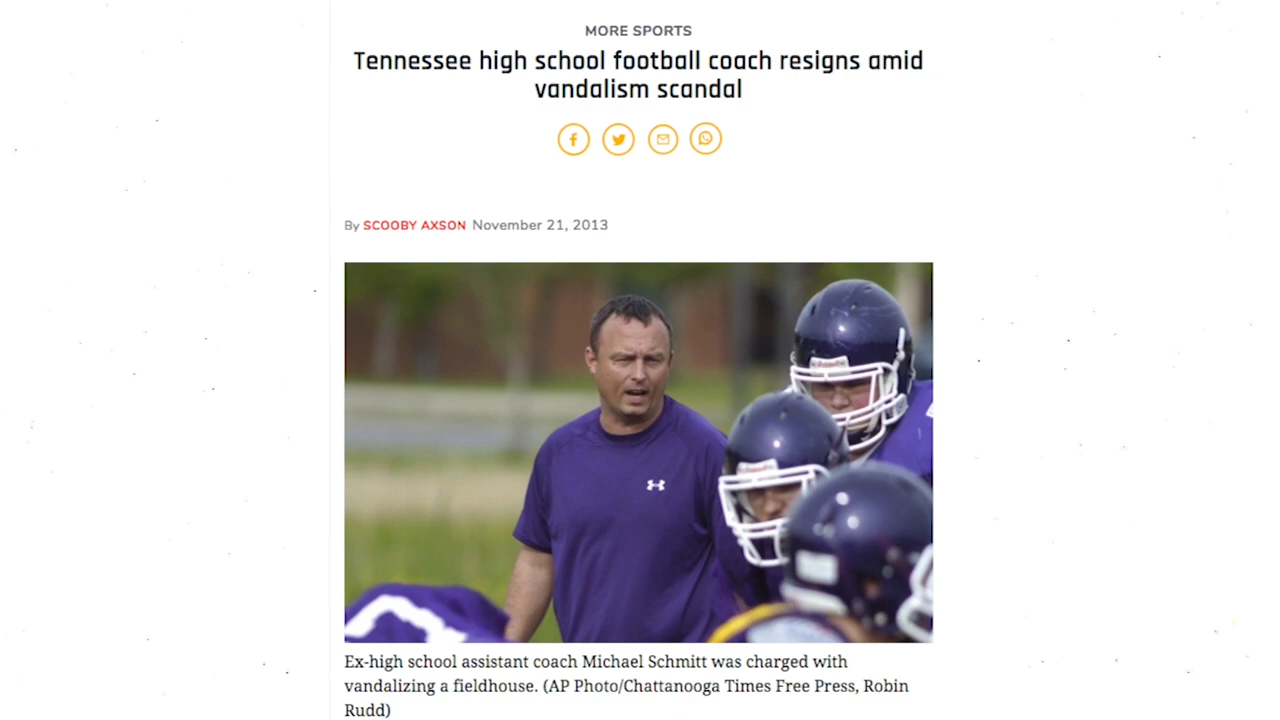 MORE SPORTS
Tennessee high school football coach resigns amid
vandalism scandal
By SCOOBY AXSON November 21, 2013
Ex-high school assistant coach Michael Schmitt was charged with
vandalizing a fieldhouse. (AP Photo/Chattanooga Times Free Press, Robin
Rudd)